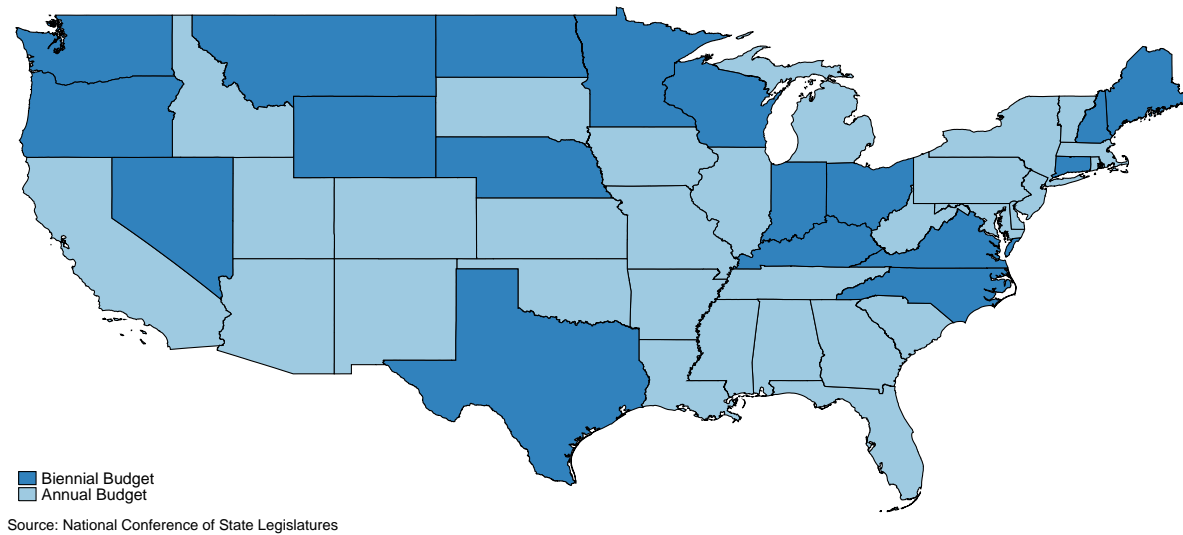 Biennial Budget
Annual Budget
Source: National Conference of State Legislatures